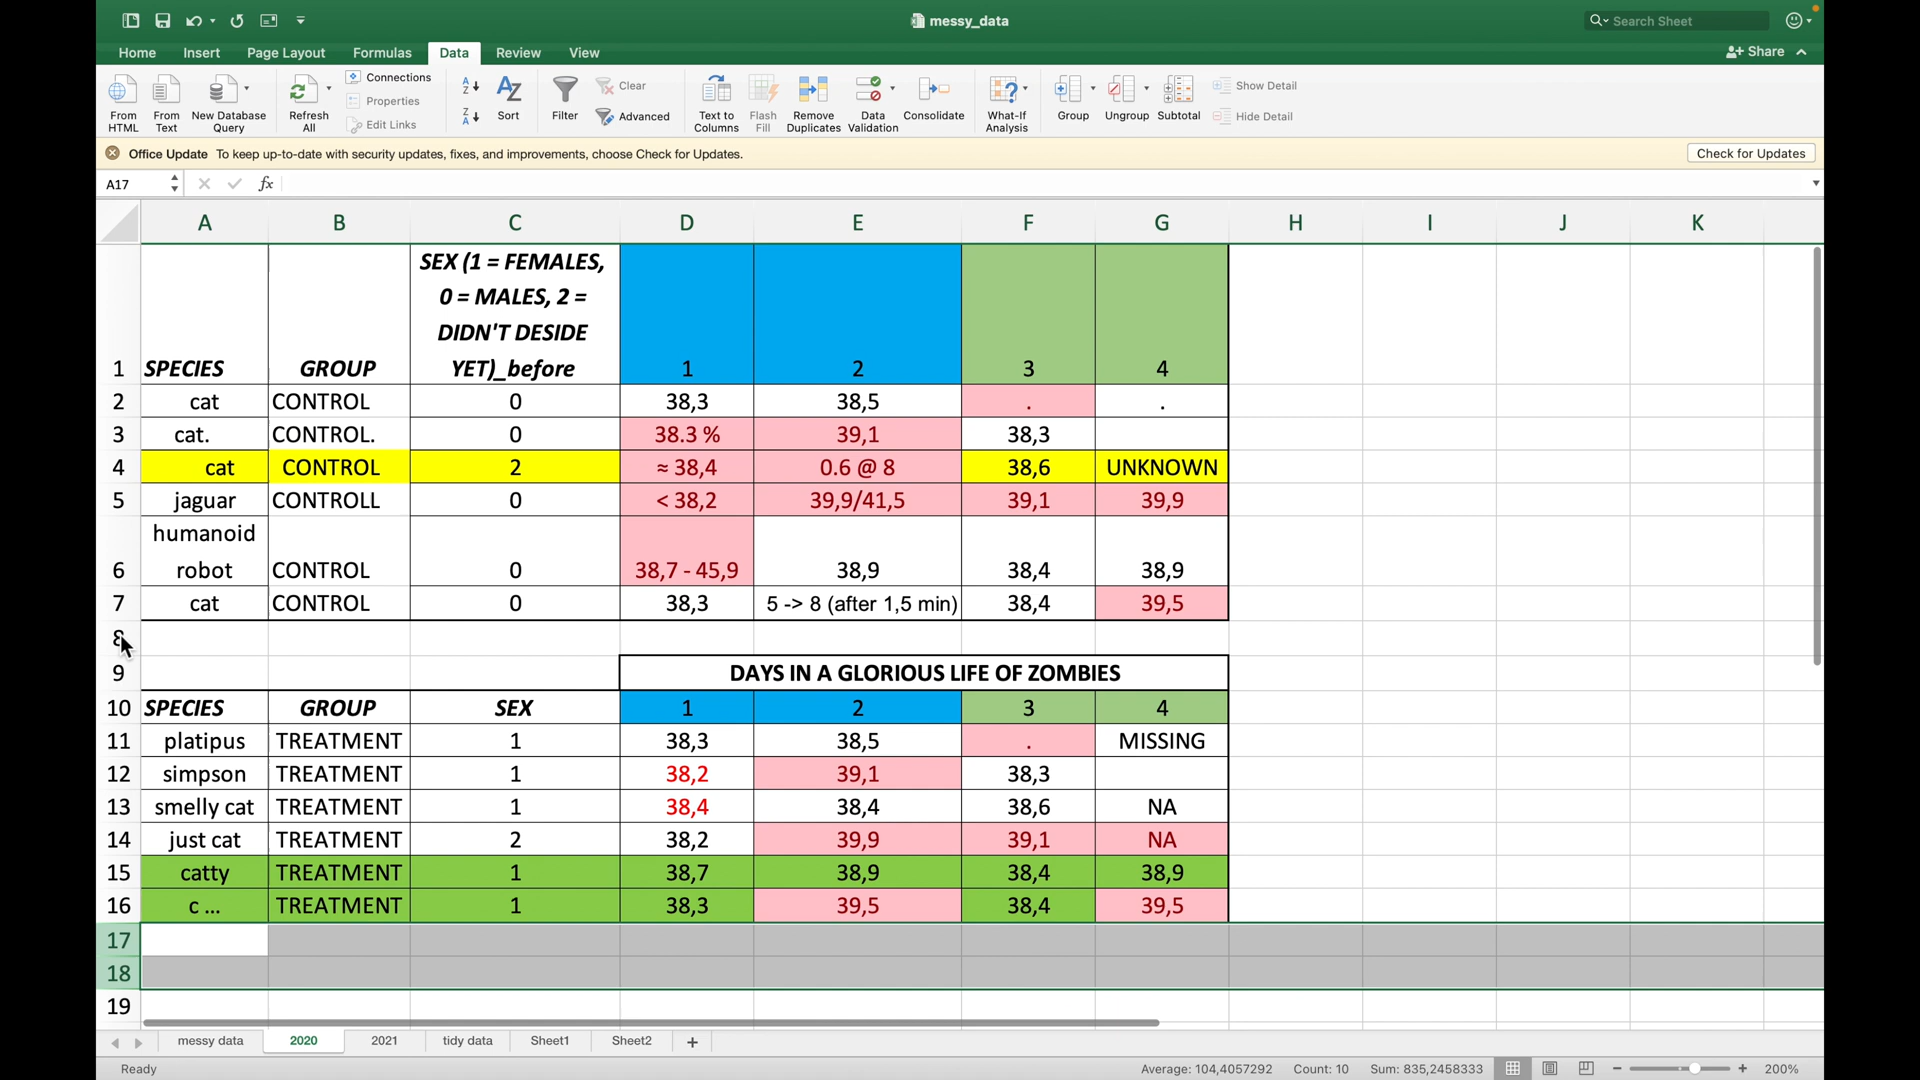 messy_data
Search Sheet
Home Insert Page Layout Formulas Data Review View
Share
From HTML
From Text
New Database Query
Refresh All
Connections
Properties
Edit Links
Sort
Filter
Clear
Advanced
Text to Columns
Flash Fill
Remove Duplicates
Data Validation
Consolidate
What-If Analysis
Group
Ungroup
Subtotal
Show Detail
Hide Detail
Office Update To keep up-to-date with security updates, fixes, and improvements, choose Check for Updates.
Check for Updates
A17 fx
A B C D E F G H I J K
SEX (1 = FEMALES,
0 = MALES, 2 =
DIDN'T DESIDE
1 SPECIES GROUP YET)_before 1 2 3 4
2 cat CONTROL 0 38,3 38,5 . .
3 cat. CONTROL. 0 38.3 % 39,1 38,3
4 cat CONTROL 2 ≈ 38,4 0.6 @ 8 38,6 UNKNOWN
5 jaguar CONTROLL 0 < 38,2 39,9/41,5 39,1 39,9
humanoid
6 robot CONTROL 0 38,7 - 45,9 38,9 38,4 38,9
7 cat CONTROL 0 38,3 5 -> 8 (after 1,5 min) 38,4 39,5
8
9 DAYS IN A GLORIOUS LIFE OF ZOMBIES
10 SPECIES GROUP SEX 1 2 3 4
11 platipus TREATMENT 1 38,3 38,5 . MISSING
12 simpson TREATMENT 1 38,2 39,1 38,3
13 smelly cat TREATMENT 1 38,4 38,4 38,6 NA
14 just cat TREATMENT 2 38,2 39,9 39,1 NA
15 catty TREATMENT 1 38,7 38,9 38,4 38,9
16 c ... TREATMENT 1 38,3 39,5 38,4 39,5
17
18
19
messy data 2020 2021 tidy data Sheet1 Sheet2 +
Ready Average: 104,4057292 Count: 10 Sum: 835,2458333 200%